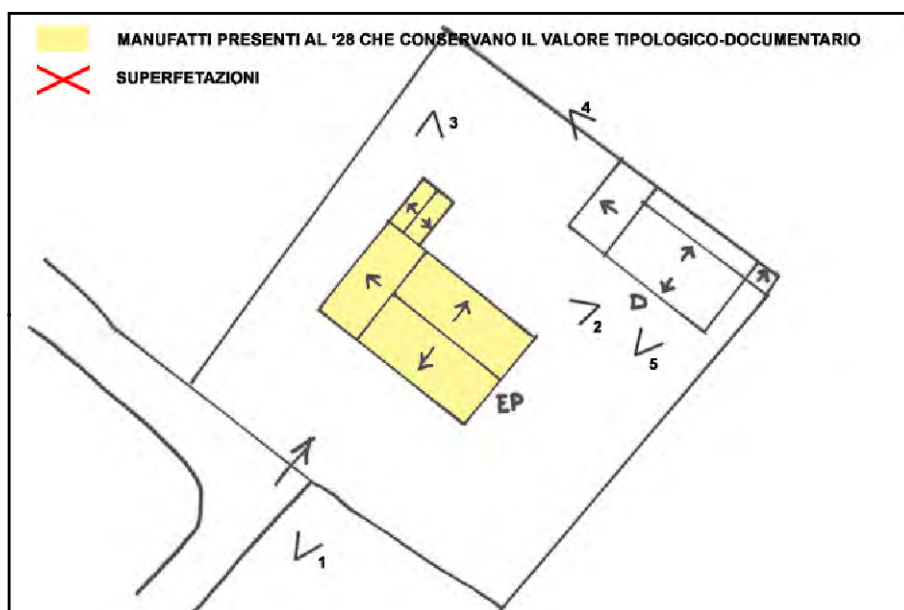 MANUFATTI PRESENTI AL '28 CHE CONSERVANO IL VALORE TIPOLOGICO-DOCUMENTARIO
SUPERFETAZIONI
4
3
2
D
5
EP
1